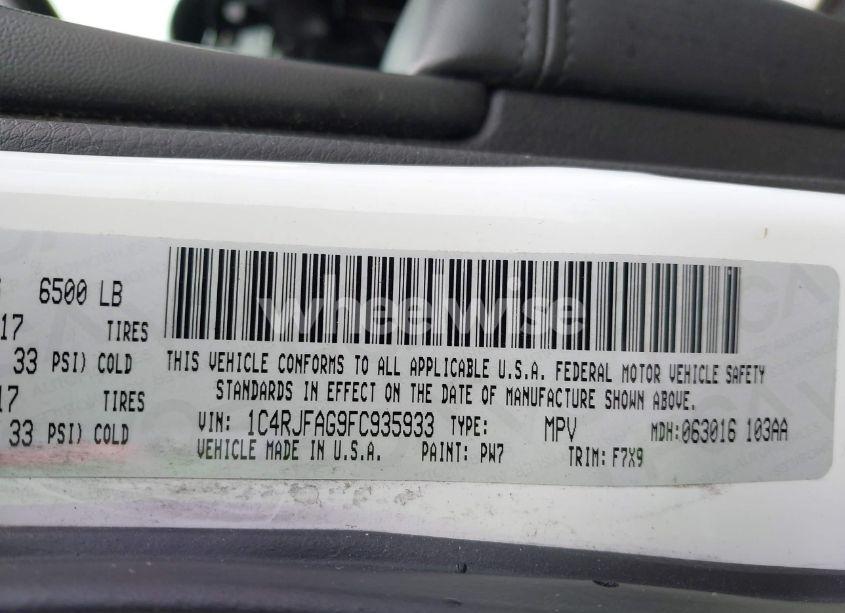 6500 LB
17 TIRES
33 PSI) COLD
17 TIRES
33 PSI) COLD
wheelwise
THIS VEHICLE CONFORMS TO ALL APPLICABLE U.S.A. FEDERAL MOTOR VEHICLE SAFETY
STANDARDS IN EFFECT ON THE DATE OF MANUFACTURE SHOWN ABOVE.
VIN: 1C4RJFAG9FC935933 TYPE: MPV MDH:063016 103AA
VEHICLE MADE IN U.S.A. PAINT: PW7 TRIM: F7X9